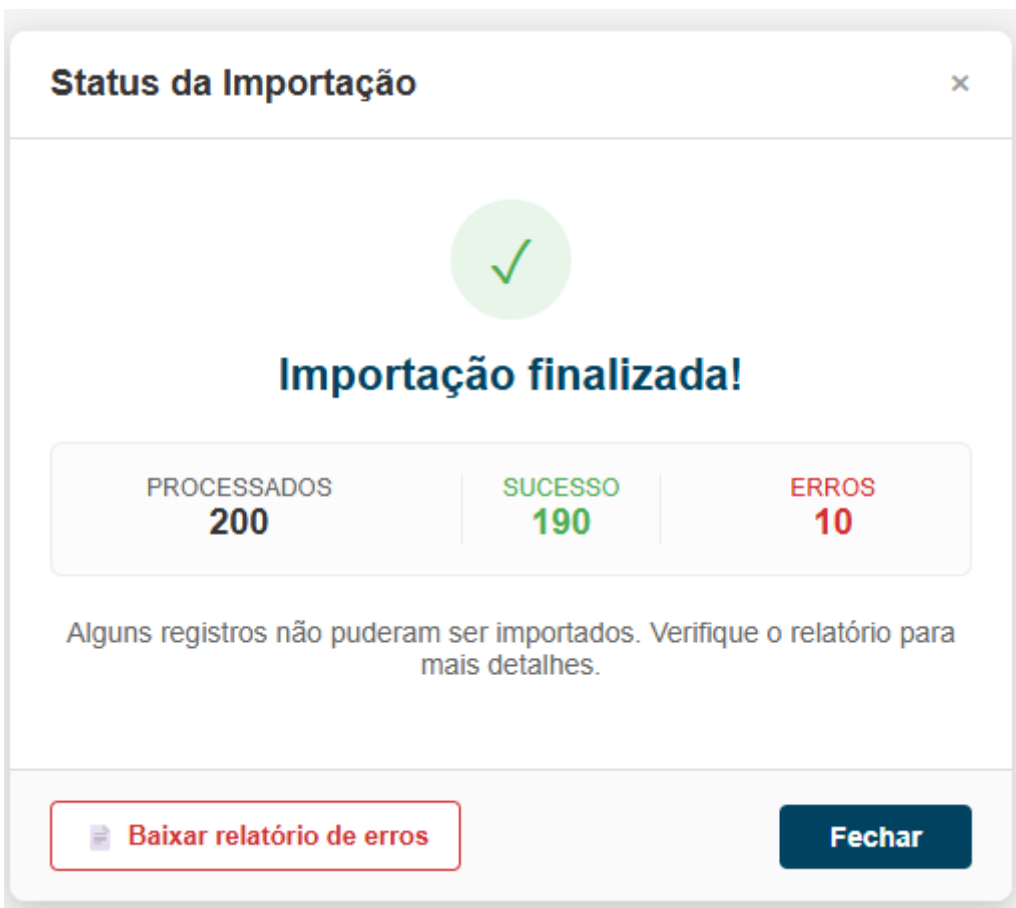 Status da Importação ×
✓
Importação finalizada!
PROCESSADOS SUCESSO ERROS
200 190 10
Alguns registros não puderam ser importados. Verifique o relatório para
mais detalhes.
Baixar relatório de erros Fechar